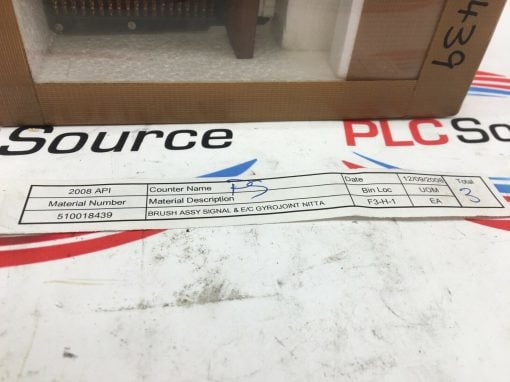 439
Source
PLC So
2008 API Counter Name PS Date 12/09/2008 Total
Material Number Material Description Bin Loc UOM 3
510018439 BRUSH ASSY SIGNAL & E/C GYROJOINT NITTA F3-H-1 EA